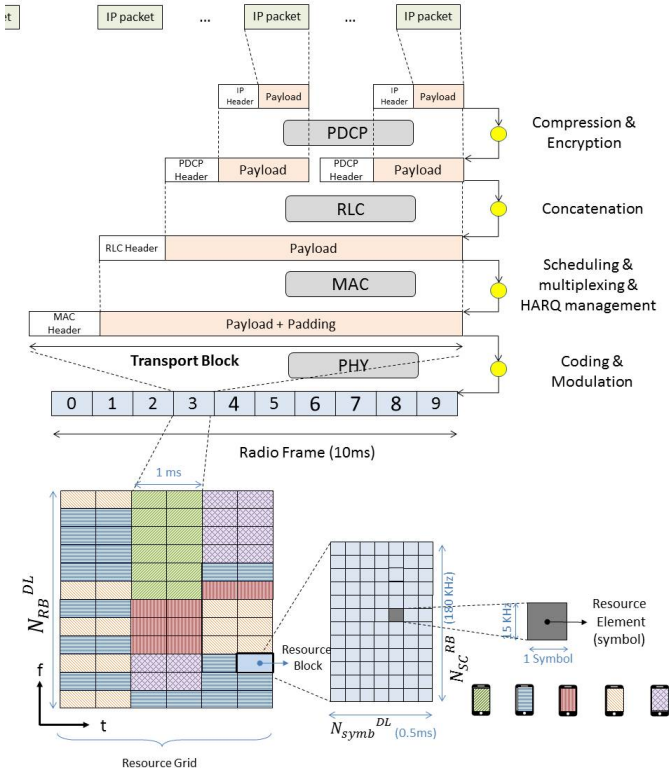 et
IP packet
...
IP packet
...
IP packet
IP
Header
Payload
IP
Header
Payload
PDCP
Compression &
Encryption
PDCP
Header
Payload
PDCP
Header
Payload
RLC
Concatenation
RLC Header
Payload
MAC
Scheduling &
multiplexing &
HARQ management
MAC
Header
Payload + Padding
Transport Block
PHY
Coding &
Modulation
0 1 2 3 4 5 6 7 8 9
Radio Frame (10ms)
1 ms
N_RB^DL
f
t
Resource Grid
Resource
Block
N_SC^RB (180 KHz)
N_symb^DL (0.5ms)
15 KHz
1 Symbol
Resource
Element
(symbol)